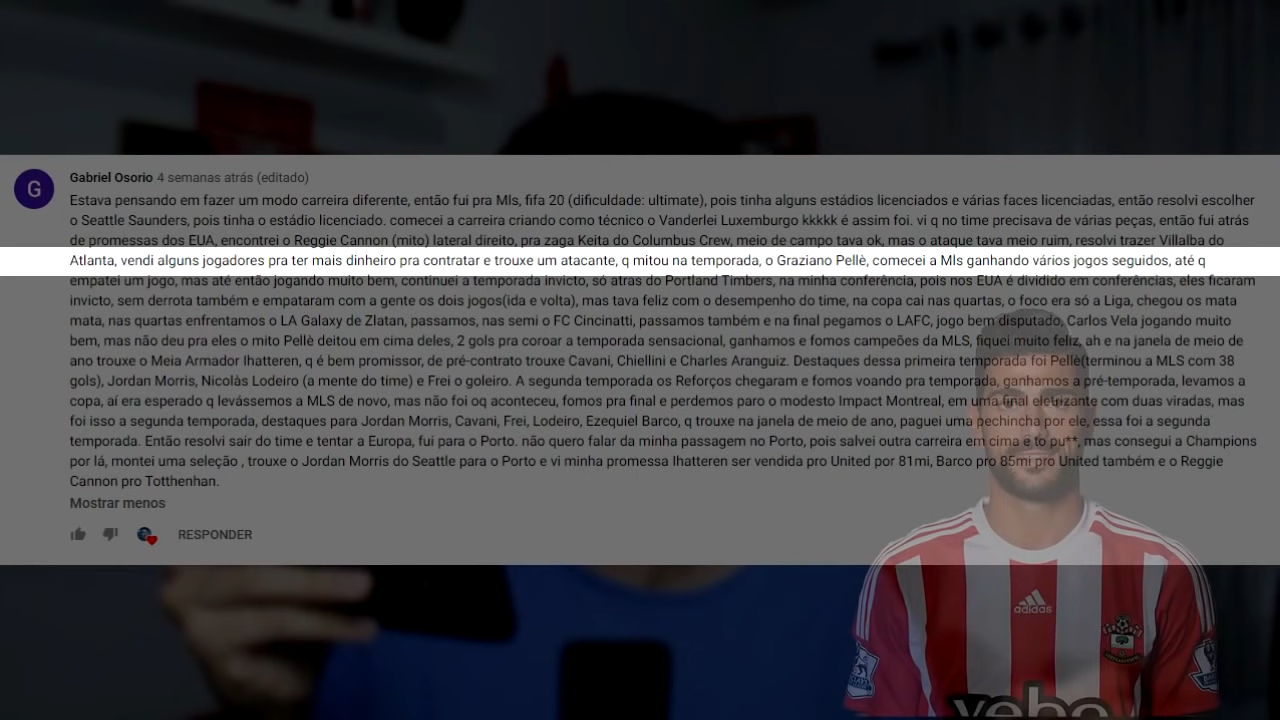 G
Gabriel Osorio 4 semanas atrás (editado)
Estava pensando em fazer um modo carreira diferente, então fui pra Mls, fifa 20 (dificuldade: ultimate), pois tinha alguns estádios licenciados e várias faces licenciadas, então resolvi escolher
o Seattle Saunders, pois tinha o estádio licenciado. comecei a carreira criando como técnico o Vanderlei Luxemburgo kkkkk é assim foi. vi q no time precisava de várias peças, então fui atrás
de promessas dos EUA, encontrei o Reggie Cannon (mito) lateral direito, pra zaga Keita do Columbus Crew, meio de campo tava ok, mas o ataque tava meio ruim, resolvi trazer Villalba do
Atlanta, vendi alguns jogadores pra ter mais dinheiro pra contratar e trouxe um atacante, q mitou na temporada, o Graziano Pellè, comecei a Mls ganhando vários jogos seguidos, até q
empatei um jogo, mas até então jogando muito bem, continuei a temporada invicto, só atras do Portland Timbers, na minha conferência, pois nos EUA é dividido em conferências, eles ficaram
invicto, sem derrota também e empataram com a gente os dois jogos(ida e volta), mas tava feliz com o desempenho do time, na copa cai nas quartas, o foco era só a Liga, chegou os mata
mata, nas quartas enfrentamos o LA Galaxy de Zlatan, passamos, nas semi o FC Cincinatti, passamos também e na final pegamos o LAFC, jogo bem disputado, Carlos Vela jogando muito
bem, mas não deu pra eles o mito Pellè deitou em cima deles, 2 gols pra coroar a temporada sensacional, ganhamos e fomos campeões da MLS, fiquei muito feliz, ah e na janela de meio de
ano trouxe o Meia Armador Ihatteren, q é bem promissor, de pré-contrato trouxe Cavani, Chiellini e Charles Aranguiz. Destaques dessa primeira temporada foi Pellè(terminou a MLS com 38
gols), Jordan Morris, Nicolàs Lodeiro (a mente do time) e Frei o goleiro. A segunda temporada os Reforços chegaram e fomos voando pra temporada, ganhamos a pré-temporada, levamos a
copa, aí era esperado q levássemos a MLS de novo, mas não foi oq aconteceu, fomos pra final e perdemos paro o modesto Impact Montreal, em uma final eletrizante com duas viradas, mas
foi isso a segunda temporada, destaques para Jordan Morris, Cavani, Frei, Lodeiro, Ezequiel Barco, q trouxe na janela de meio de ano, paguei uma pechincha por ele, essa foi a segunda
temporada. Então resolvi sair do time e tentar a Europa, fui para o Porto. não quero falar da minha passagem no Porto, pois salvei outra carreira em cima e to pu**, mas consegui a Champions
por lá, montei uma seleção , trouxe o Jordan Morris do Seattle para o Porto e vi minha promessa Ihatteren ser vendida pro United por 81mi, Barco pro 85mi pro United também e o Reggie
Cannon pro Totthenhan.
Mostrar menos
RESPONDER
adidas
veho